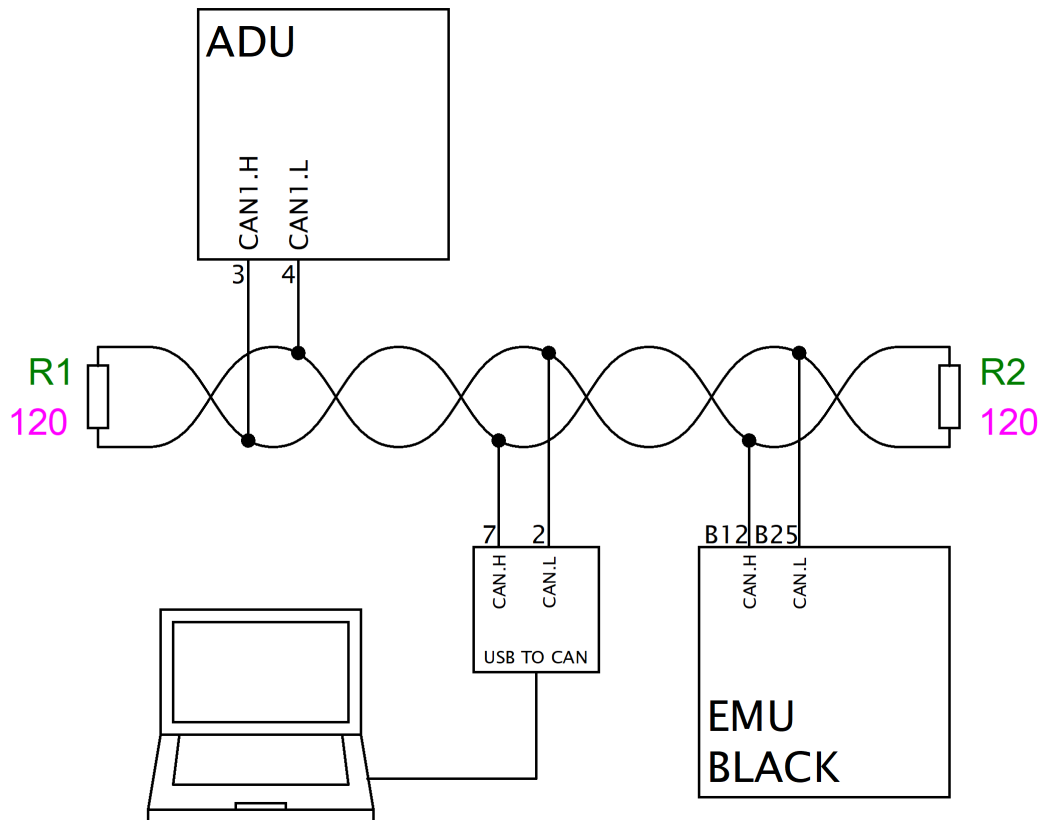 ADU
CAN1.H
CAN1.L
3
4
R1
120
R2
120
7
2
B12
B25
CAN.H
CAN.L
CAN.H
CAN.L
USB TO CAN
EMU
BLACK